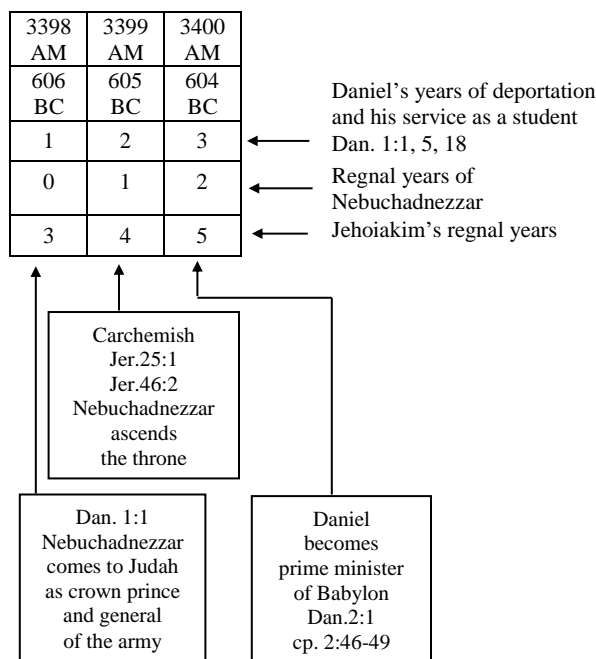 3398 3399 3400
AM AM AM
606 605 604
BC BC BC
1 2 3
0 1 2
3 4 5
Daniel’s years of deportation
and his service as a student
Dan. 1:1, 5, 18
Regnal years of
Nebuchadnezzar
Jehoiakim’s regnal years
Carchemish
Jer.25:1
Jer.46:2
Nebuchadnezzar
ascends
the throne
Dan. 1:1
Nebuchadnezzar
comes to Judah
as crown prince
and general
of the army
Daniel
becomes
prime minister
of Babylon
Dan.2:1
cp. 2:46-49